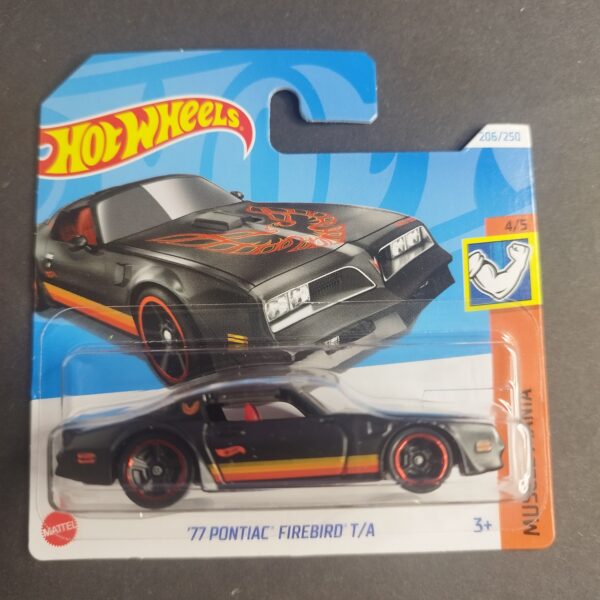 HOT WHEELS
206/250
4/5
MUSCLE MANIA
MATTEL
'77 PONTIAC FIREBIRD T/A
3+